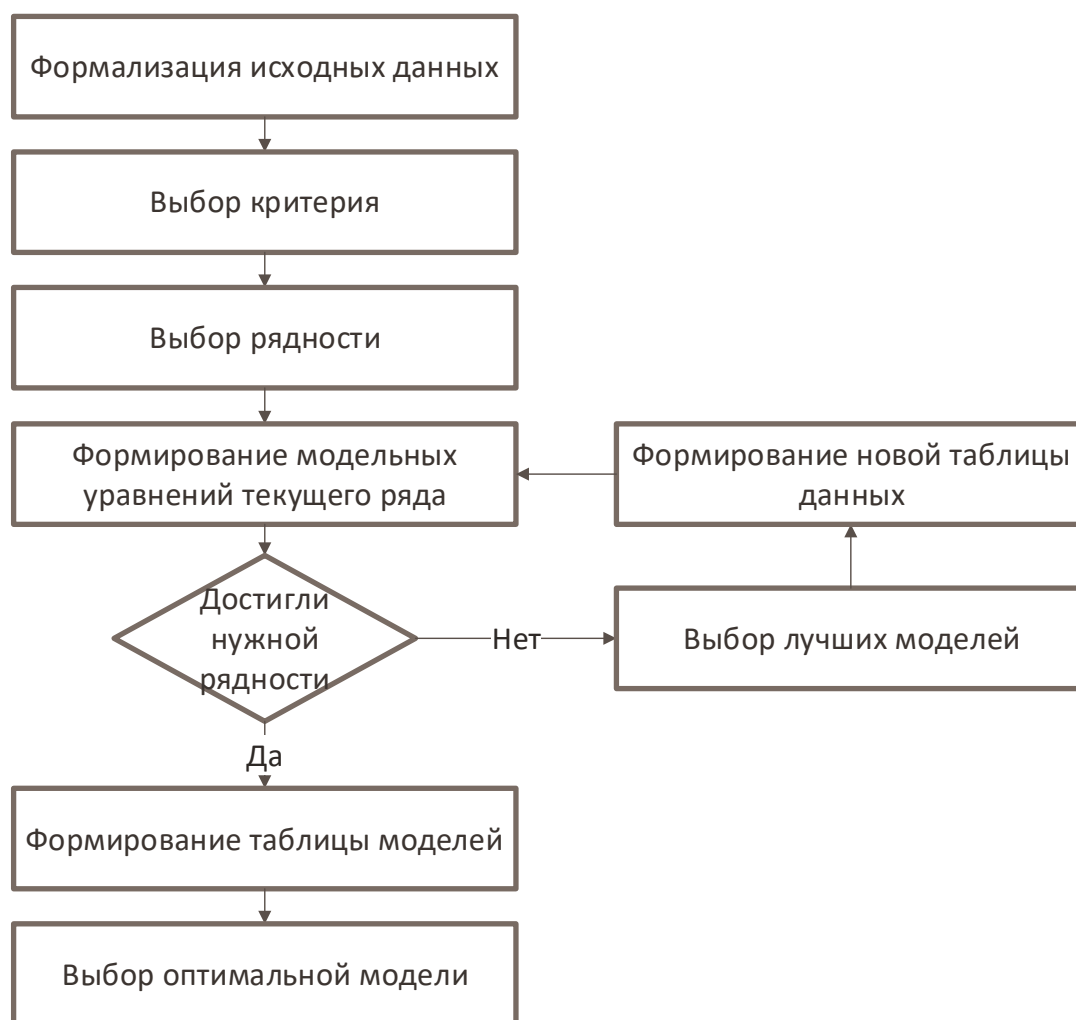 Формализация исходных данных
Выбор критерия
Выбор рядности
Формирование модельных
уравнений текущего ряда
Формирование новой таблицы
данных
Достигли
нужной
рядности
Нет
Выбор лучших моделей
Да
Формирование таблицы моделей
Выбор оптимальной модели